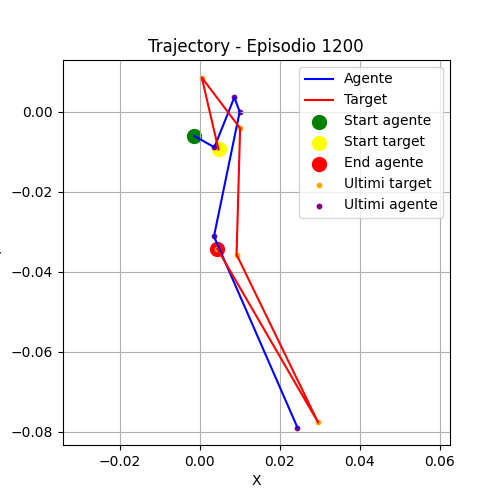 Trajectory - Episodio 1200
Agente
Target
Start agente
Start target
End agente
Ultimi target
Ultimi agente
0.00
−0.02
−0.04
−0.06
−0.08
−0.02
0.00
0.02
0.04
0.06
X